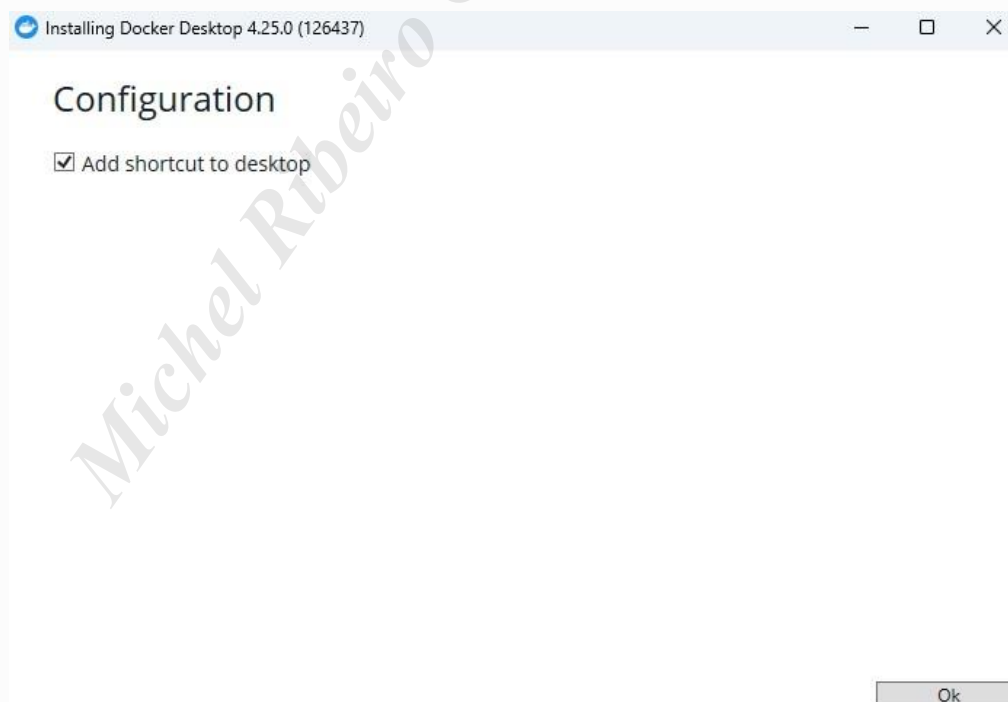 Installing Docker Desktop 4.25.0 (126437)
Configuration
Add shortcut to desktop
Michel Ribeiro
Ok